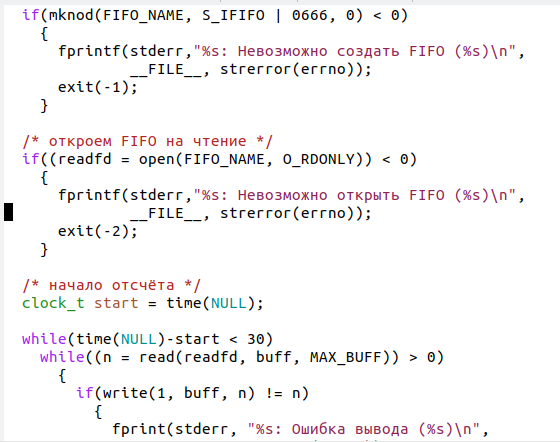 if(mknod(FIFO_NAME, S_IFIFO | 0666, 0) < 0)
{
fprintf(stderr,"%s: Невозможно создать FIFO (%s)\n",
__FILE__, strerror(errno));
exit(-1);
}
/* откроем FIFO на чтение */
if((readfd = open(FIFO_NAME, O_RDONLY)) < 0)
{
fprintf(stderr,"%s: Невозможно открыть FIFO (%s)\n",
__FILE__, strerror(errno));
exit(-2);
}
/* начало отсчёта */
clock_t start = time(NULL);
while(time(NULL)-start < 30)
while((n = read(readfd, buff, MAX_BUFF)) > 0)
{
if(write(1, buff, n) != n)
{
fprint(stderr, "%s: Ошибка вывода (%s)\n",